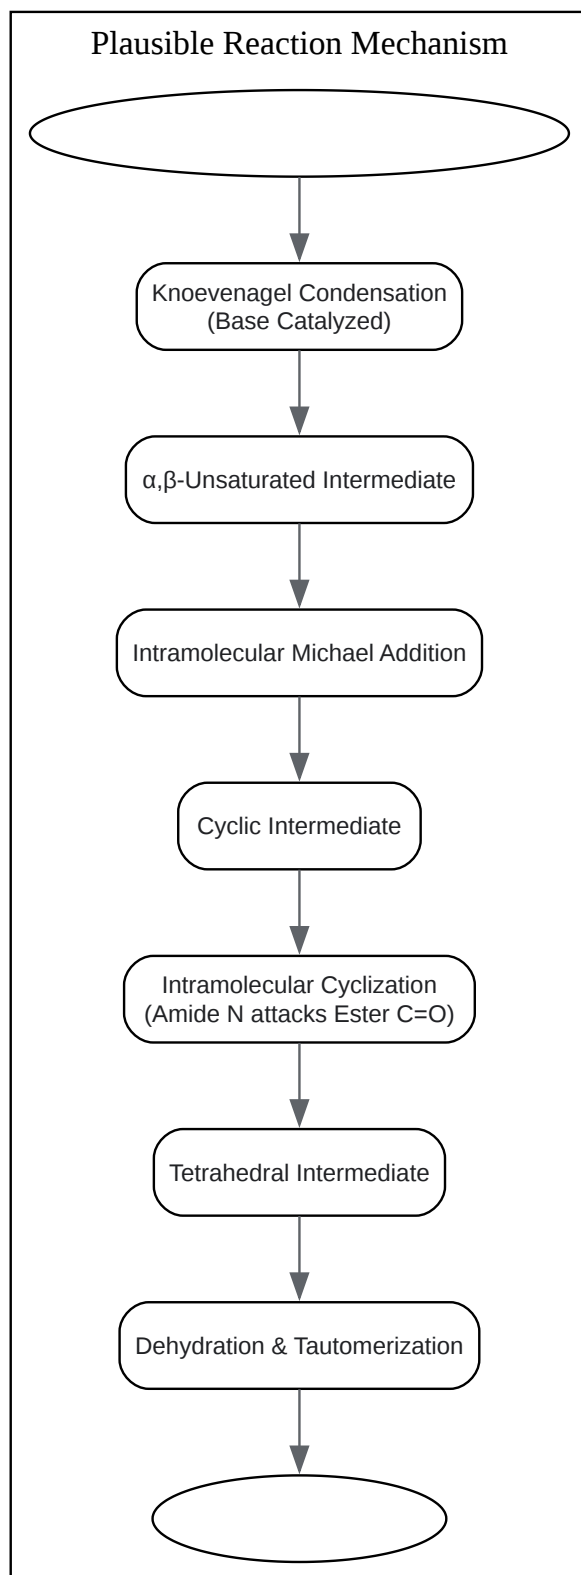 Plausible Reaction Mechanism
Knoevenagel Condensation
(Base Catalyzed)
α,β-Unsaturated Intermediate
Intramolecular Michael Addition
Cyclic Intermediate
Intramolecular Cyclization
(Amide N attacks Ester C=O)
Tetrahedral Intermediate
Dehydration & Tautomerization